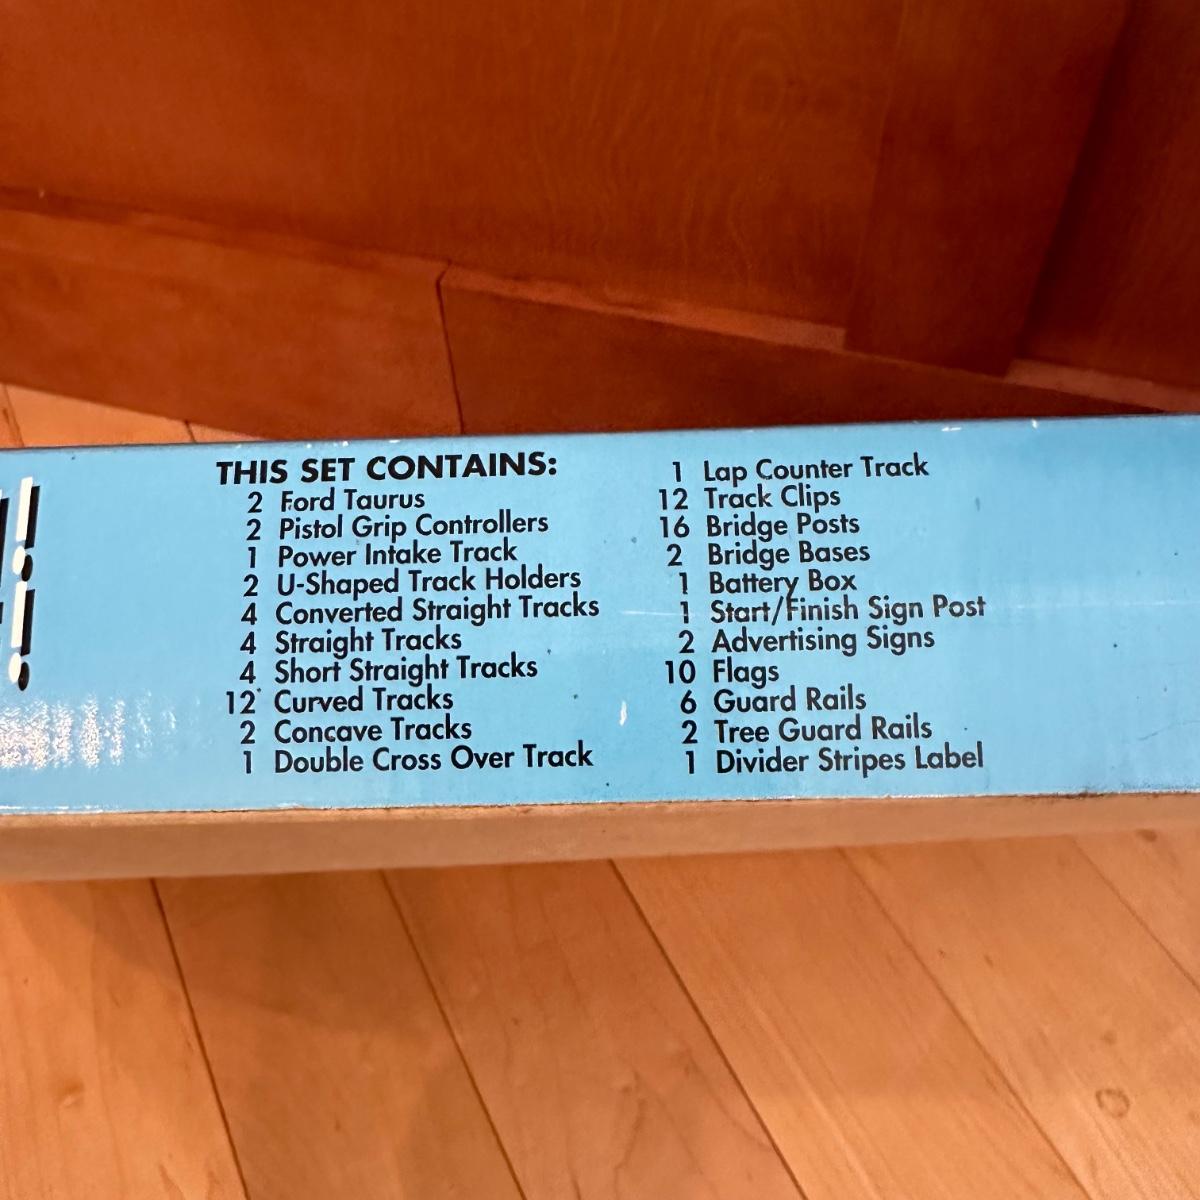 THIS SET CONTAINS:
2 Ford Taurus
2 Pistol Grip Controllers
1 Power Intake Track
2 U-Shaped Track Holders
4 Converted Straight Tracks
4 Straight Tracks
4 Short Straight Tracks
12 Curved Tracks
2 Concave Tracks
1 Double Cross Over Track
1 Lap Counter Track
12 Track Clips
16 Bridge Posts
2 Bridge Bases
1 Battery Box
1 Start/Finish Sign Post
2 Advertising Signs
10 Flags
6 Guard Rails
2 Tree Guard Rails
1 Divider Stripes Label